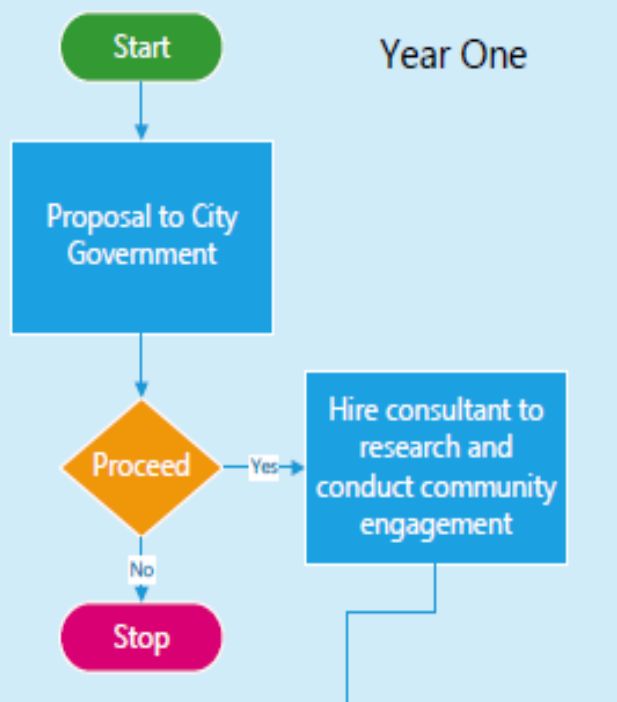 Start
Year One
Proposal to City
Government
Proceed
Yes
Hire consultant to
research and
conduct community
engagement
No
Stop